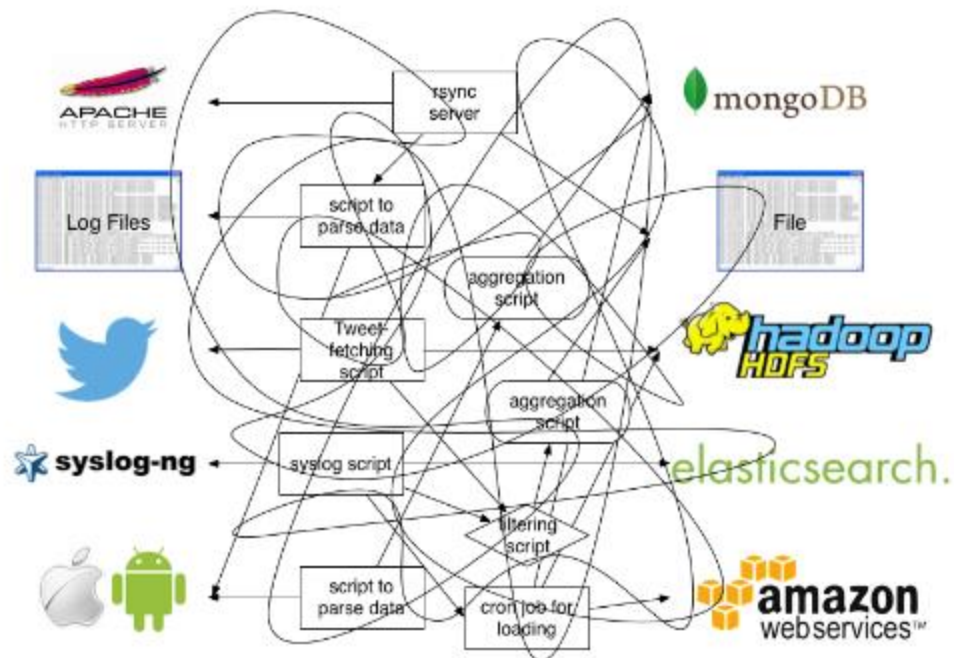 APACHE
HTTP SERVER
rsync
server
mongoDB
Log Files
script to
parse data
File
aggregation
script
Tweet-
fetching
script
hadoop
HDFS
aggregation
script
syslog-ng
syslog script
elasticsearch.
filtering
script
script to
parse data
cron job for
loading
amazon
webservices™